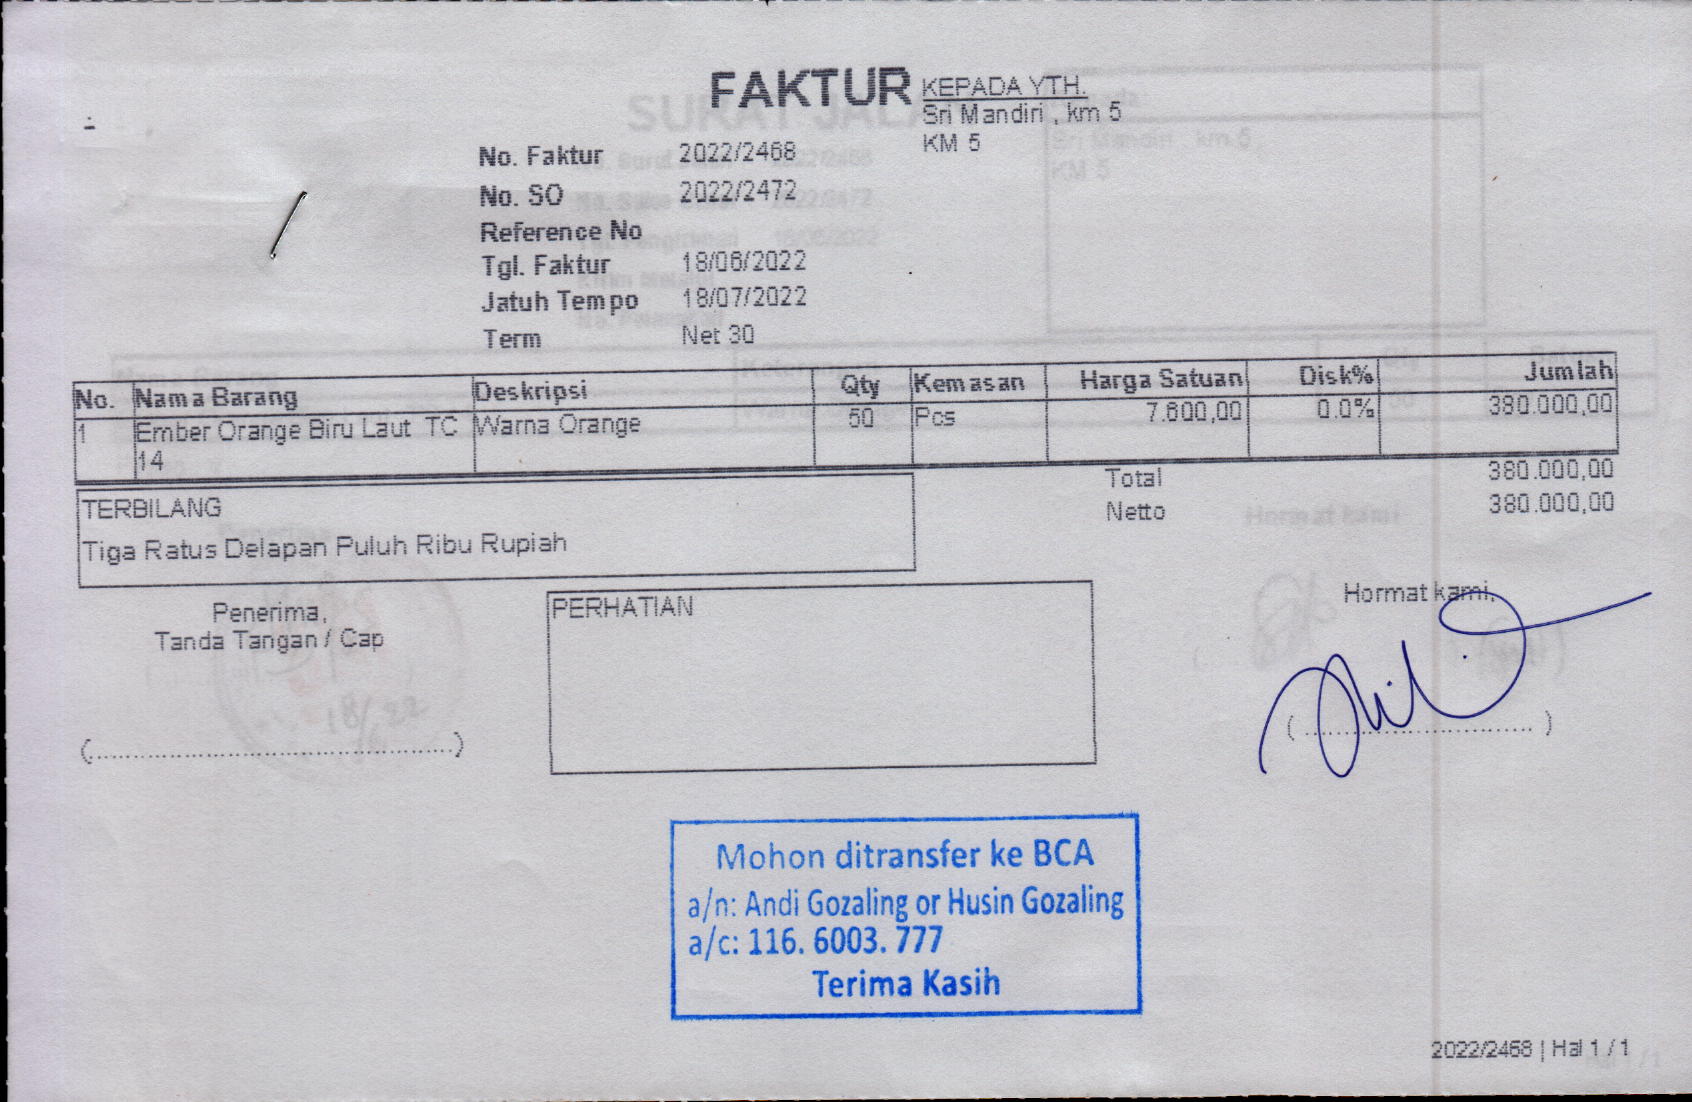 FAKTUR
KEPADA YTH.
Sri Mandiri , km 5
KM 5
No. Faktur 2022/2468
No. SO 2022/2472
Reference No
Tgl. Faktur 18/06/2022
Jatuh Tempo 18/07/2022
Term Net 30
No. Nama Barang Deskripsi Qty Kemasan Harga Satuan Disk% Jumlah
1 Ember Orange Biru Laut TC Warna Orange 50 Pcs 7.600,00 0.0% 380.000,00
14
Total 380.000,00
Netto 380.000,00
TERBILANG
Tiga Ratus Delapan Puluh Ribu Rupiah
Penerima,
Tanda Tangan / Cap
(.....................................................)
PERHATIAN
Hormat kami,
( ................................. )
Mohon ditransfer ke BCA
a/n: Andi Gozaling or Husin Gozaling
a/c: 116. 6003. 777
Terima Kasih
2022/2468 | Hal 1 / 1